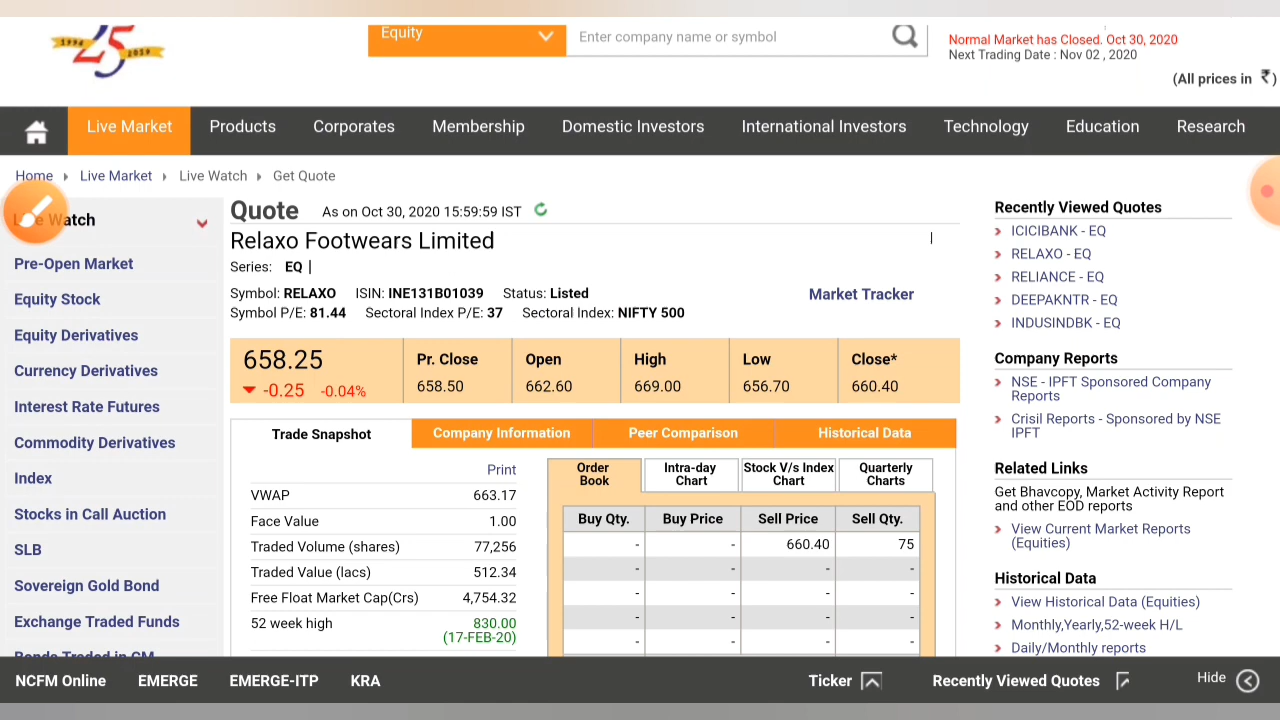 1994 25 2019
Equity
Enter company name or symbol
Normal Market has Closed. Oct 30, 2020
Next Trading Date : Nov 02 , 2020
(All prices in ₹)
Live Market
Products
Corporates
Membership
Domestic Investors
International Investors
Technology
Education
Research
Home
Live Market
Live Watch
Get Quote
Watch
Pre-Open Market
Equity Stock
Equity Derivatives
Currency Derivatives
Interest Rate Futures
Commodity Derivatives
Index
Stocks in Call Auction
SLB
Sovereign Gold Bond
Exchange Traded Funds
Bonds Traded in CM
Quote As on Oct 30, 2020 15:59:59 IST
Relaxo Footwears Limited |
Series: EQ |
Symbol: RELAXO ISIN: INE131B01039 Status: Listed
Symbol P/E: 81.44 Sectoral Index P/E: 37 Sectoral Index: NIFTY 500
Market Tracker
658.25
-0.25 -0.04%
Pr. Close
658.50
Open
662.60
High
669.00
Low
656.70
Close*
660.40
Trade Snapshot
Company Information
Peer Comparison
Historical Data
Print
VWAP 663.17
Face Value 1.00
Traded Volume (shares) 77,256
Traded Value (lacs) 512.34
Free Float Market Cap(Crs) 4,754.32
52 week high 830.00
(17-FEB-20)
Order
Book
Intra-day
Chart
Stock V/s Index
Chart
Quarterly
Charts
Buy Qty. Buy Price Sell Price Sell Qty.
- - 660.40 75
- - - -
- - - -
- - - -
- - - -
Recently Viewed Quotes
ICICIBANK - EQ
RELAXO - EQ
RELIANCE - EQ
DEEPAKNTR - EQ
INDUSINDBK - EQ
Company Reports
NSE - IPFT Sponsored Company
Reports
Crisil Reports - Sponsored by NSE
IPFT
Related Links
Get Bhavcopy, Market Activity Report
and other EOD reports
View Current Market Reports
(Equities)
Historical Data
View Historical Data (Equities)
Monthly,Yearly,52-week H/L
Daily/Monthly reports
NCFM Online
EMERGE
EMERGE-ITP
KRA
Ticker
Recently Viewed Quotes
Hide